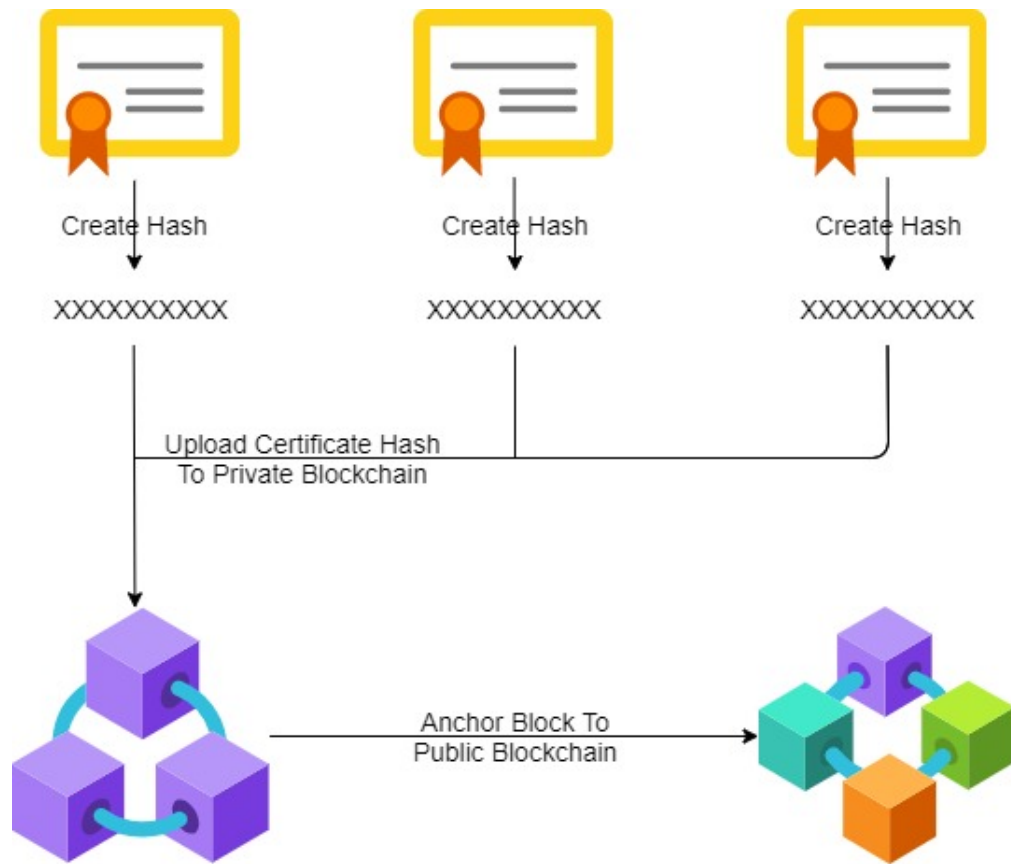 Create Hash
Create Hash
Create Hash
XXXXXXXXXX
XXXXXXXXXX
XXXXXXXXXX
Upload Certificate Hash
To Private Blockchain
Anchor Block To
Public Blockchain